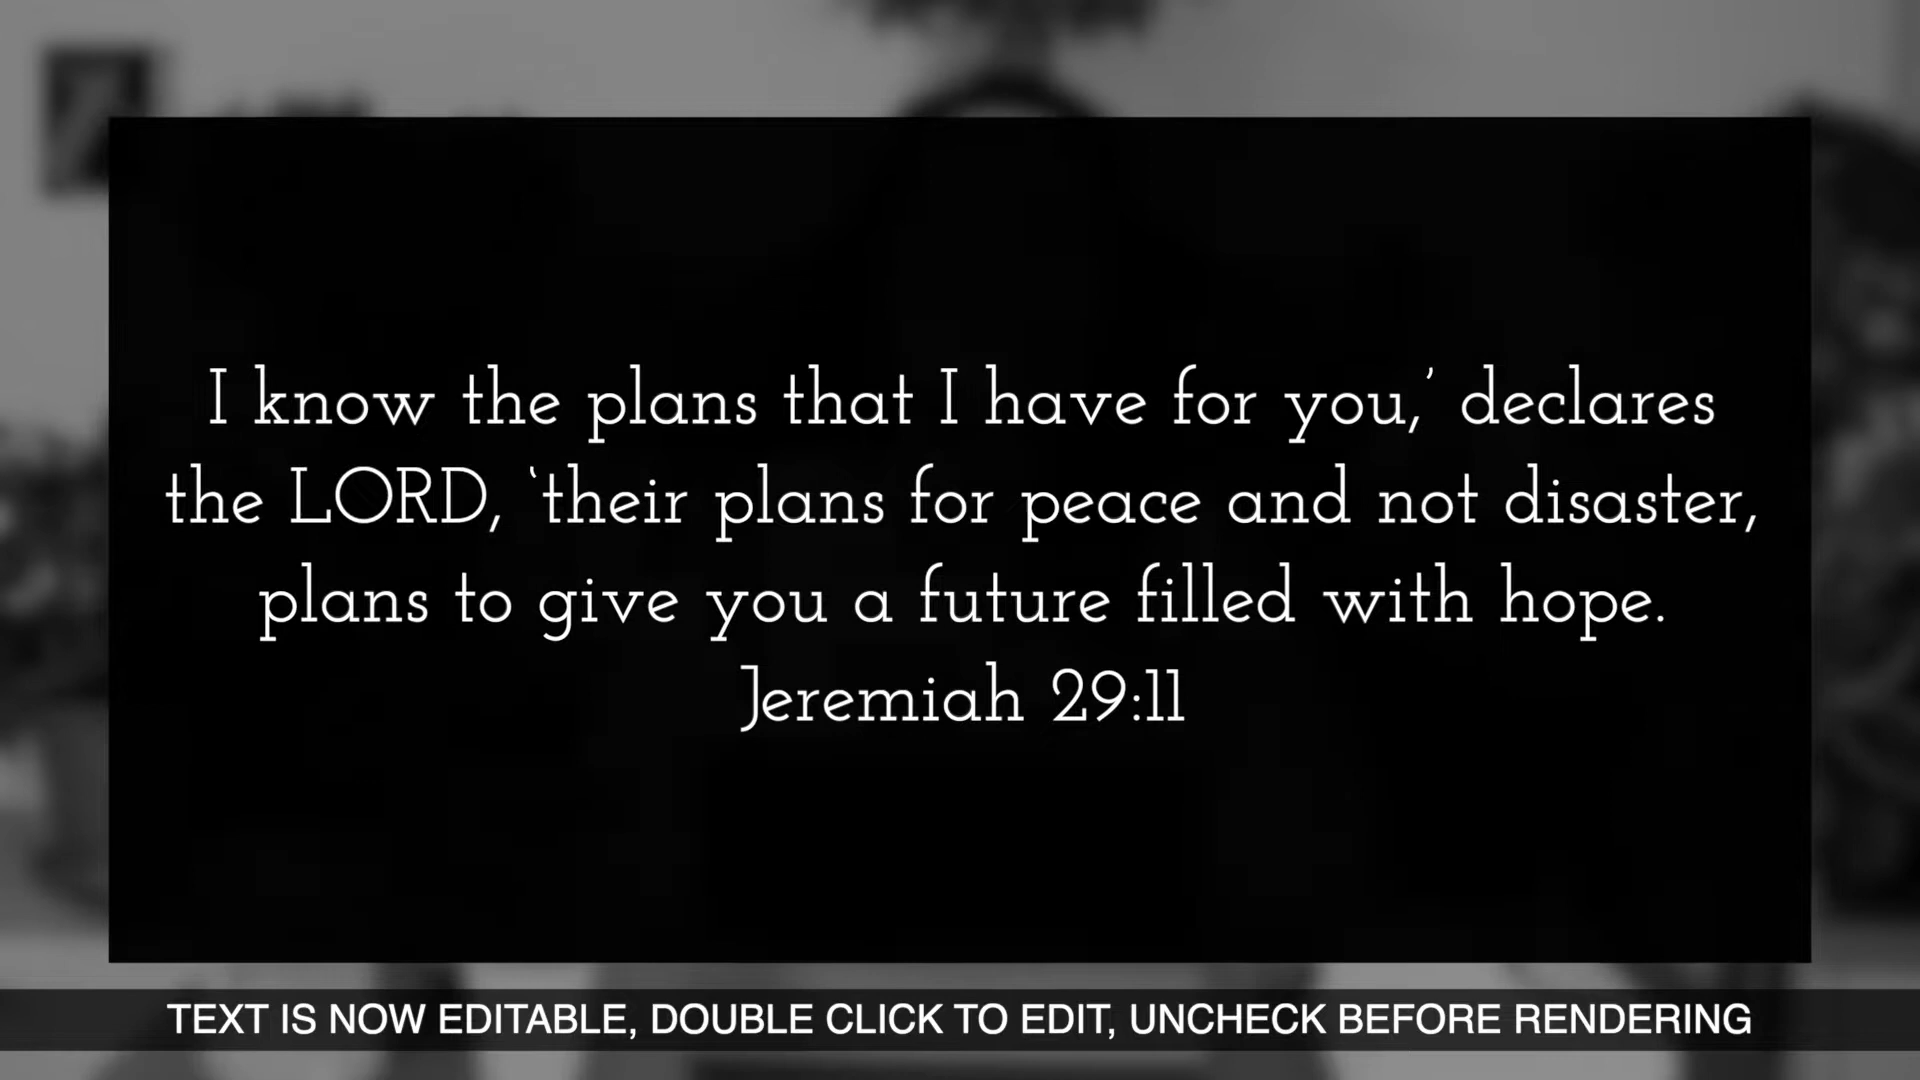 I know the plans that I have for you,’ declares
the LORD, ‘their plans for peace and not disaster,
plans to give you a future filled with hope.
Jeremiah 29:11
TEXT IS NOW EDITABLE, DOUBLE CLICK TO EDIT, UNCHECK BEFORE RENDERING